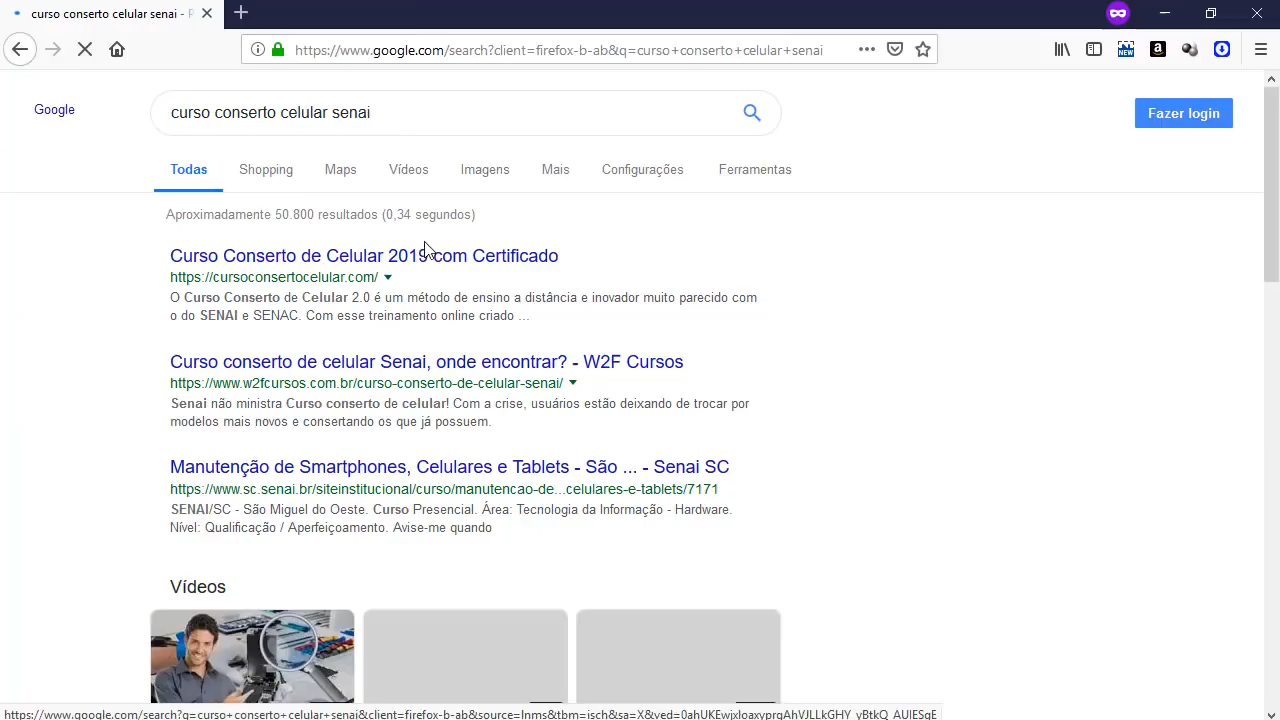 curso conserto celular senai - P
https://www.google.com/search?client=firefox-b-ab&q=curso+conserto+celular+senai
NEW
Google
curso conserto celular senai
Fazer login
Todas Shopping Maps Vídeos Imagens Mais Configurações Ferramentas
Aproximadamente 50.800 resultados (0,34 segundos)
Curso Conserto de Celular 2019 com Certificado
https://cursoconsertocelular.com/
O Curso Conserto de Celular 2.0 é um método de ensino a distância e inovador muito parecido com
o do SENAI e SENAC. Com esse treinamento online criado ...
Curso conserto de celular Senai, onde encontrar? - W2F Cursos
https://www.w2fcursos.com.br/curso-conserto-de-celular-senai/
Senai não ministra Curso conserto de celular! Com a crise, usuários estão deixando de trocar por
modelos mais novos e consertando os que já possuem.
Manutenção de Smartphones, Celulares e Tablets - São ... - Senai SC
https://www.sc.senai.br/siteinstitucional/curso/manutencao-de...celulares-e-tablets/7171
SENAI/SC - São Miguel do Oeste. Curso Presencial. Área: Tecnologia da Informação - Hardware.
Nível: Qualificação / Aperfeiçoamento. Avise-me quando
Vídeos